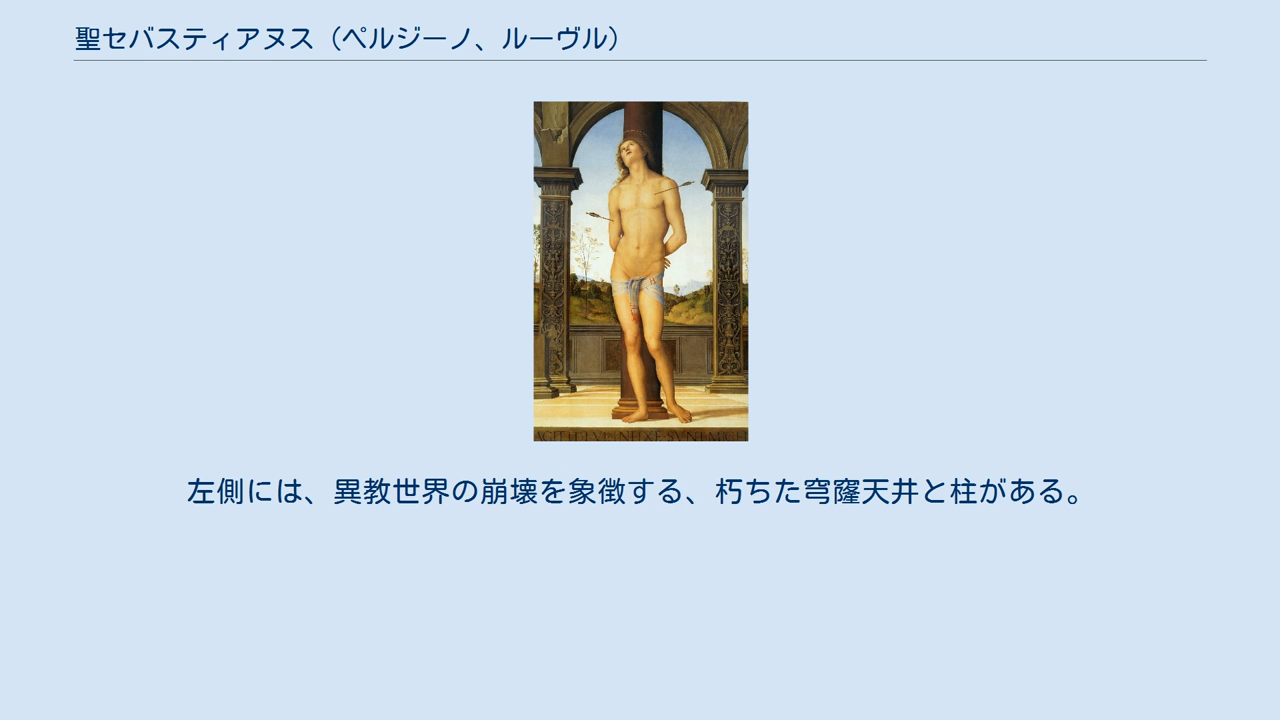 聖セバスティアヌス（ペルジーノ、ルーヴル）
左側には、異教世界の崩壊を象徴する、朽ちた穹窿天井と柱がある。